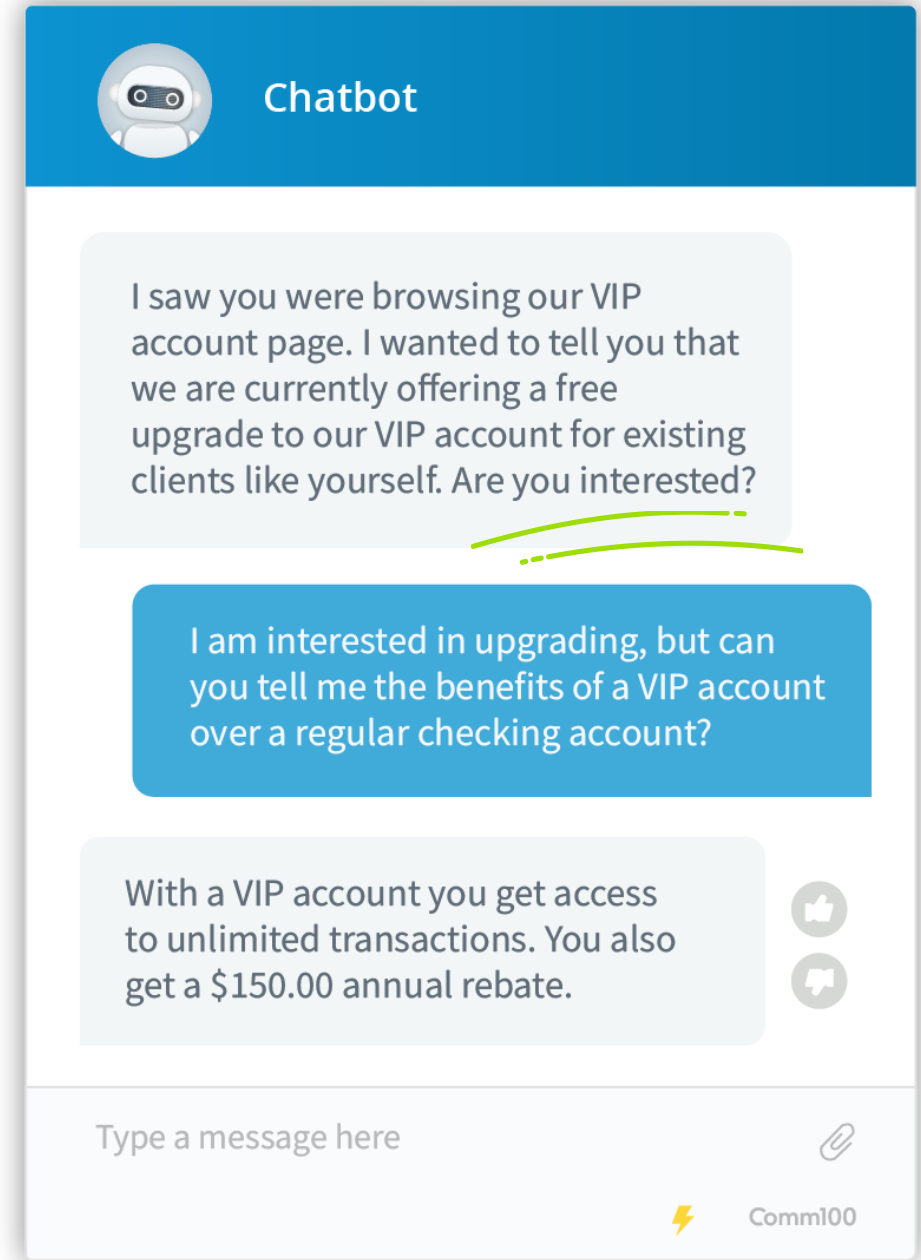 Chatbot
I saw you were browsing our VIP
account page. I wanted to tell you that
we are currently offering a free
upgrade to our VIP account for existing
clients like yourself. Are you interested?
I am interested in upgrading, but can
you tell me the benefits of a VIP account
over a regular checking account?
With a VIP account you get access
to unlimited transactions. You also
get a $150.00 annual rebate.
Type a message here
Comm100